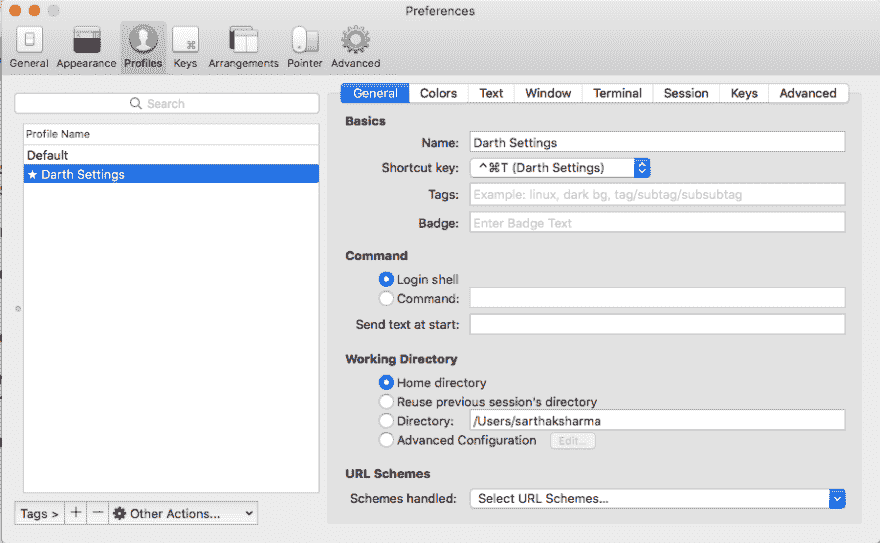 Preferences
General Appearance Profiles Keys Arrangements Pointer Advanced
Search
Profile Name
Default
★ Darth Settings
Tags > + − Other Actions...
General Colors Text Window Terminal Session Keys Advanced
Basics
Name: Darth Settings
Shortcut key: ^⌘T (Darth Settings)
Tags: Example: linux, dark bg, tag/subtag/subsubtag
Badge: Enter Badge Text
Command
Login shell
Command:
Send text at start:
Working Directory
Home directory
Reuse previous session's directory
Directory: /Users/sarthaksharma
Advanced Configuration Edit...
URL Schemes
Schemes handled: Select URL Schemes...